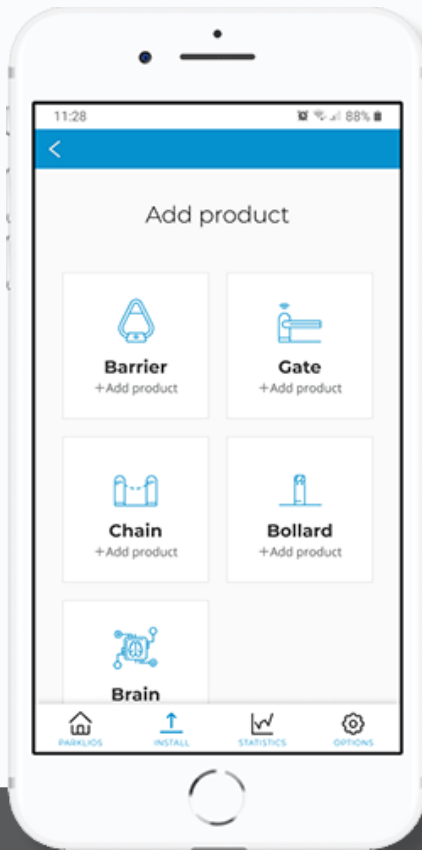 11:28 88%
Add product
Barrier
+Add product
Gate
+Add product
Chain
+Add product
Bollard
+Add product
Brain
PARKLIOS INSTALL STATISTICS OPTIONS